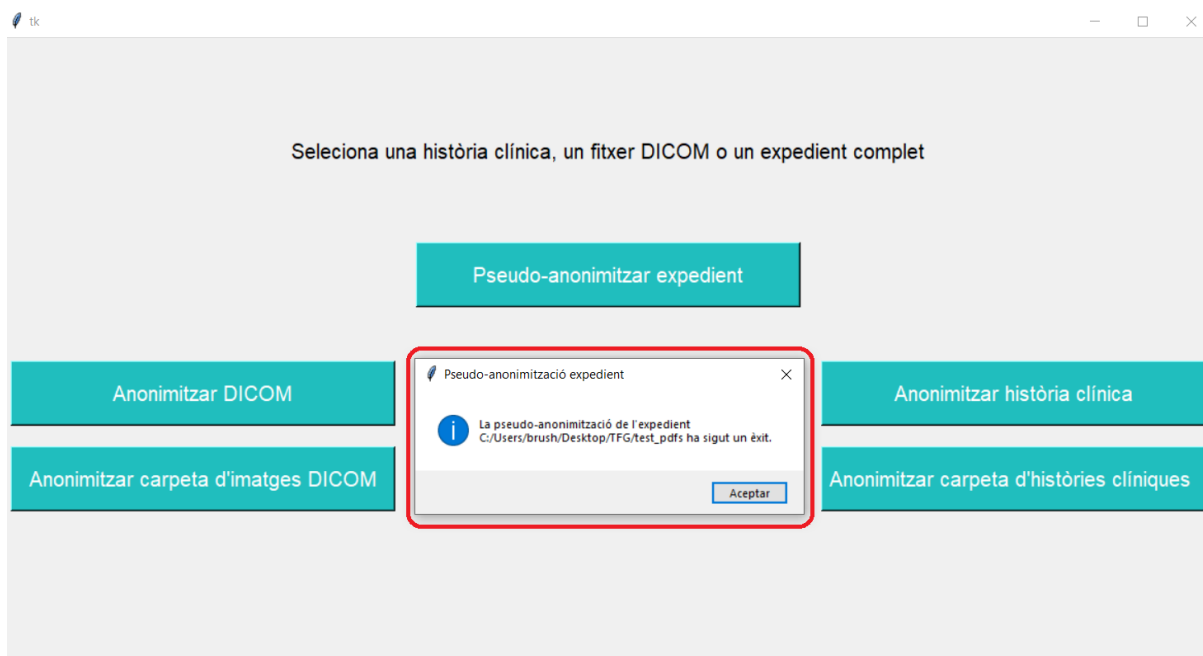 tk
Seleciona una història clínica, un fitxer DICOM o un expedient complet
Pseudo-anonimitzar expedient
Anonimitzar DICOM
Pseudo-anonimització expedient
Anonimitzar història clínica
La pseudo-anonimització de l'expedient
C:/Users/brush/Desktop/TFG/test_pdfs ha sigut un èxit.
Anonimitzar carpeta d'imatges DICOM
Aceptar
Anonimitzar carpeta d'histories clíniques